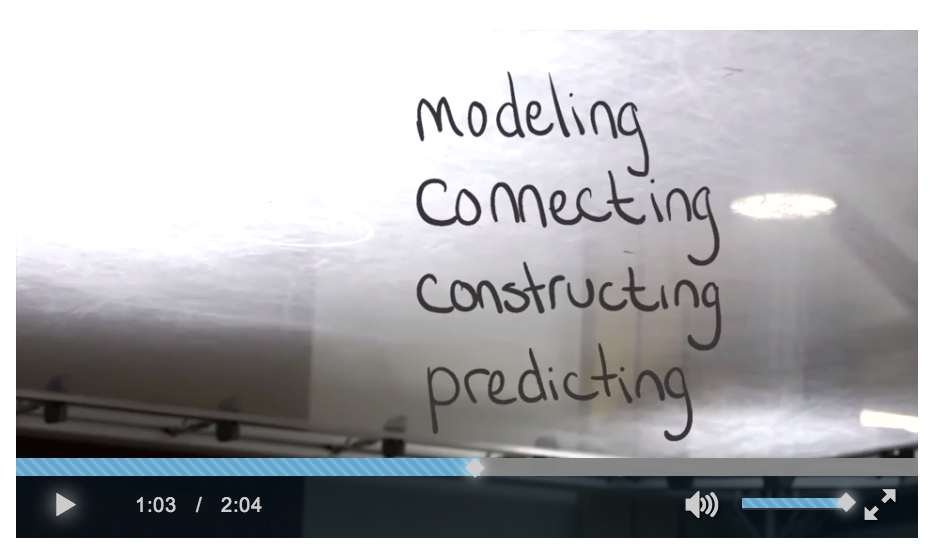 modeling
connecting
constructing
predicting
1:03 / 2:04